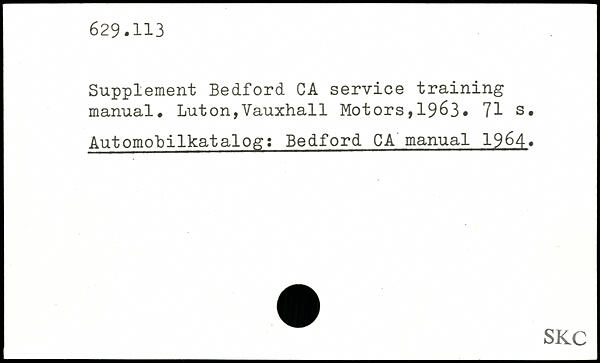 629.113
Supplement Bedford CA service training
manual. Luton,Vauxhall Motors,1963. 71 s.
Automobilkatalog: Bedford CA manual 1964.
SKC